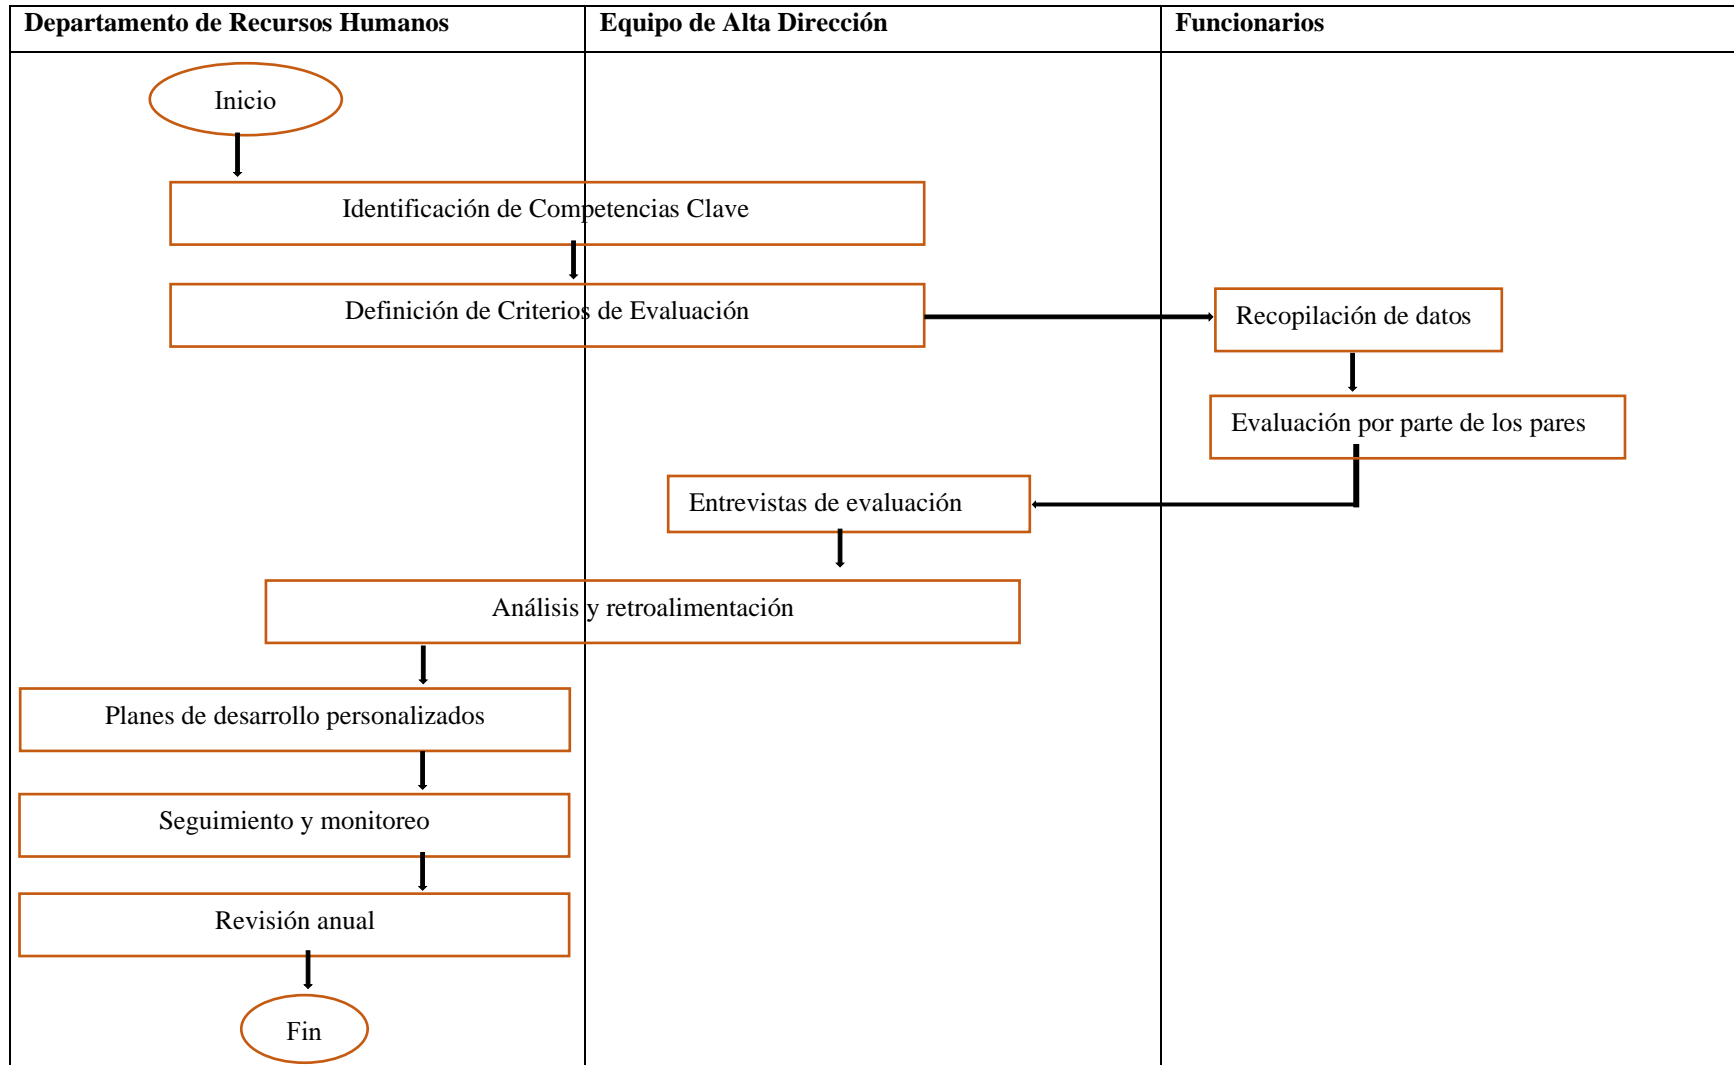 Departamento de Recursos Humanos
Equipo de Alta Dirección
Funcionarios
Inicio
Identificación de Competencias Clave
Definición de Criterios de Evaluación
Recopilación de datos
Evaluación por parte de los pares
Entrevistas de evaluación
Análisis y retroalimentación
Planes de desarrollo personalizados
Seguimiento y monitoreo
Revisión anual
Fin